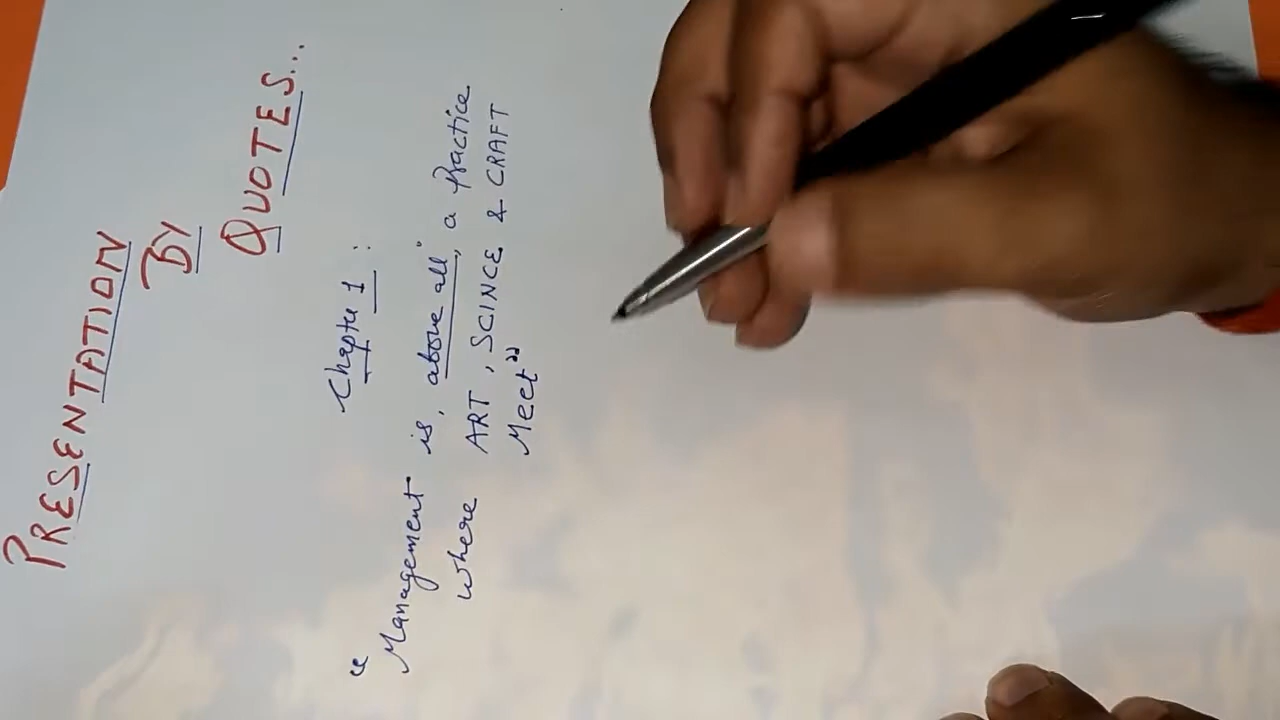 PRESENTATION
BY
QUOTES...
Chapter 1 :
"Management is, above all", a Practice
where ART, SCINCE & CRAFT
Meet"